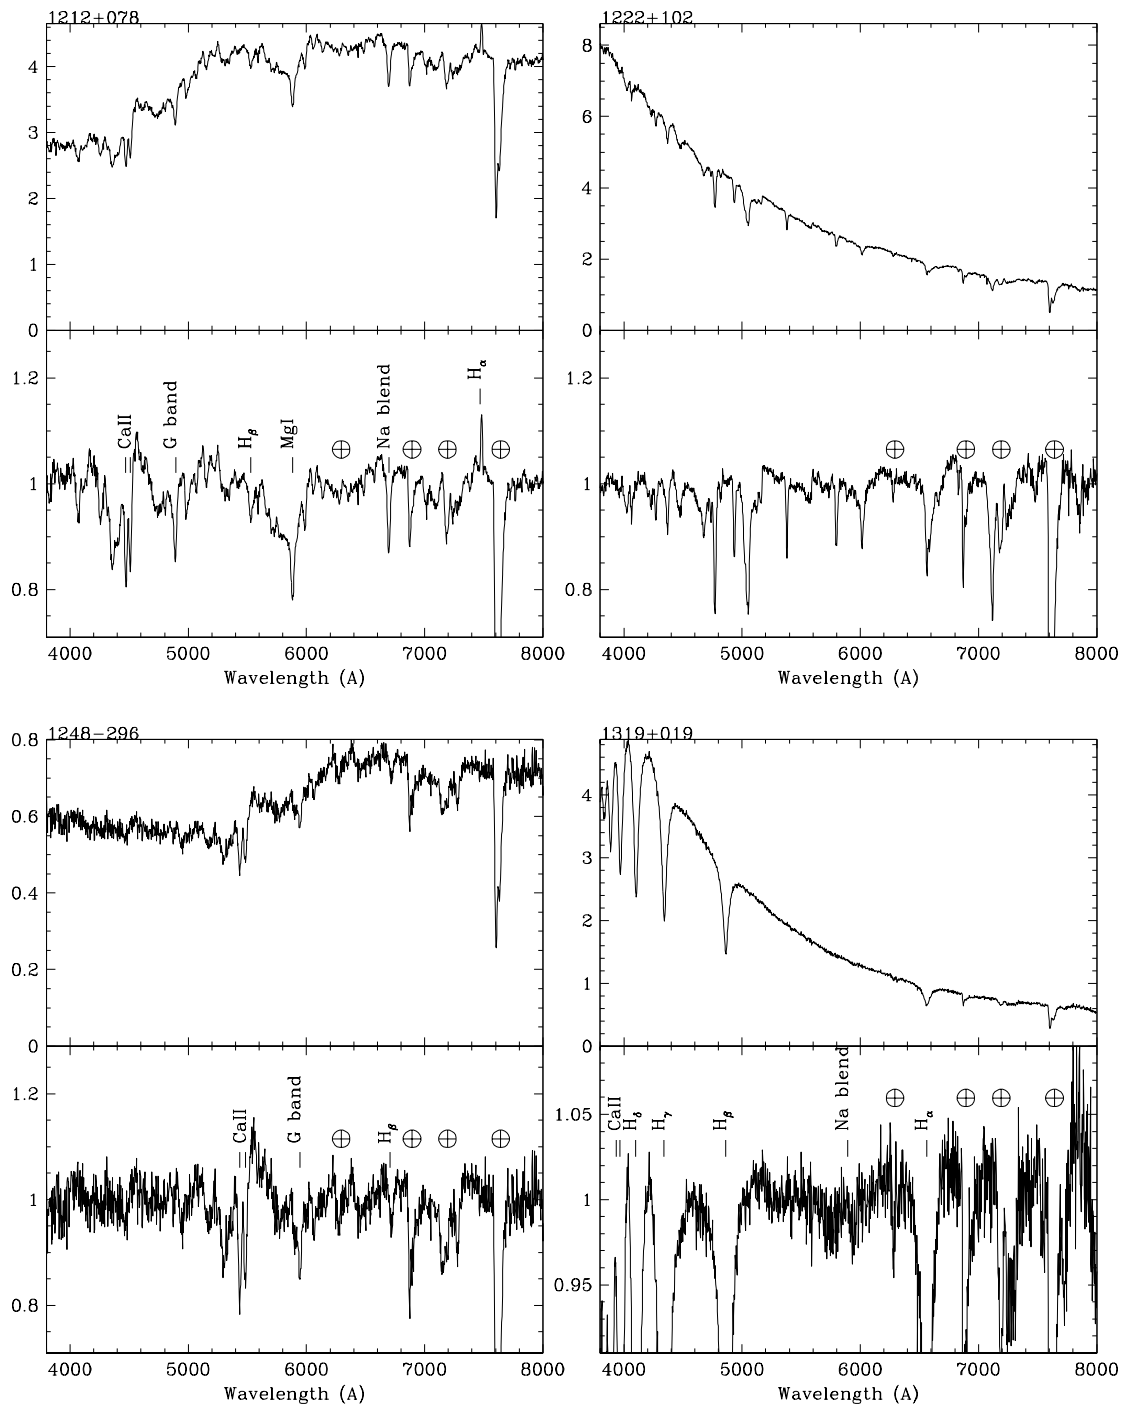 1212+078
4
3
2
1
0
1.2
1
0.8
CaII
G band
Hβ
MgI
Na blend
Hα
4000 5000 6000 7000 8000
Wavelength (A)
1222+102
8
6
4
2
0
1.2
1
0.8
4000 5000 6000 7000 8000
Wavelength (A)
1248−296
0.8
0.6
0.4
0.2
0
1.2
1
0.8
CaII
G band
Hβ
4000 5000 6000 7000 8000
Wavelength (A)
1319+019
4
3
2
1
0
1.05
1
0.95
CaII
Hδ
Hγ
Hβ
Na blend
Hα
4000 5000 6000 7000 8000
Wavelength (A)